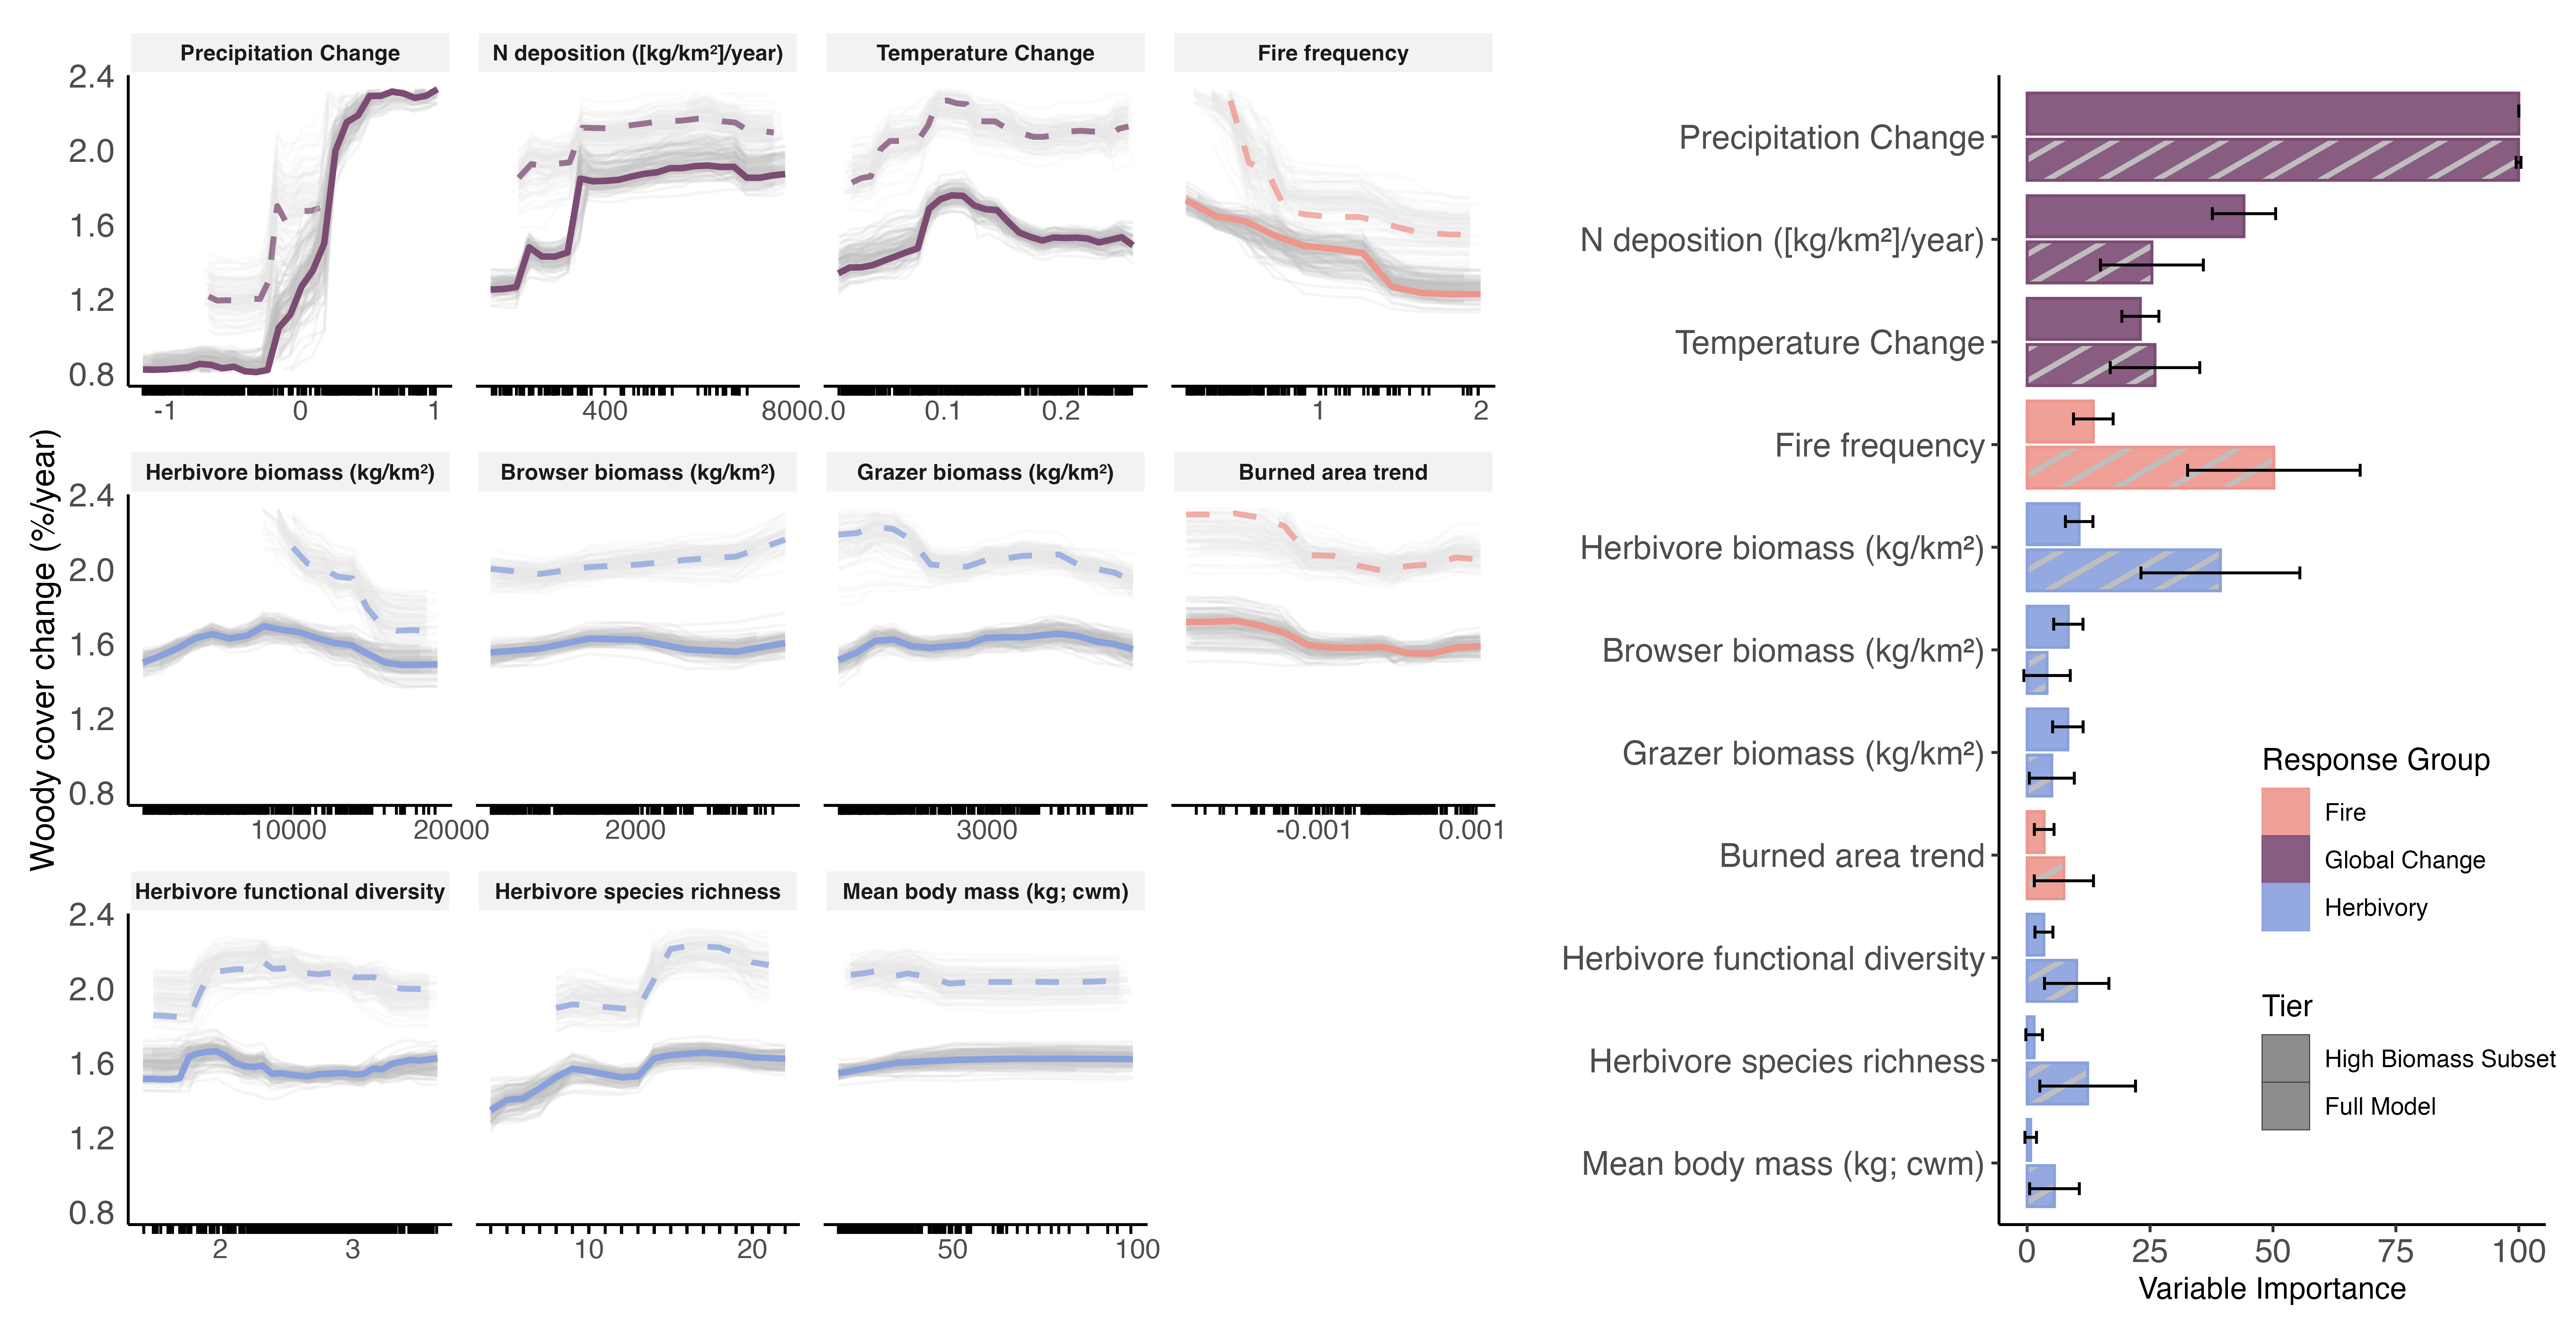 Precipitation Change
N deposition ([kg/km²]/year)
Temperature Change
Fire frequency
2.4
2.0
1.6
1.2
0.8
-1 0 1
400 800
0.0 0.1 0.2
1 2
Woody cover change (%/year)
Herbivore biomass (kg/km²)
Browser biomass (kg/km²)
Grazer biomass (kg/km²)
Burned area trend
2.4
2.0
1.6
1.2
0.8
10000 20000
0 2000
3000
-0.001 0.001
Herbivore functional diversity
Herbivore species richness
Mean body mass (kg; cwm)
2.4
2.0
1.6
1.2
0.8
2 3
10 20
50 100
Precipitation Change
N deposition ([kg/km²]/year)
Temperature Change
Fire frequency
Herbivore biomass (kg/km²)
Browser biomass (kg/km²)
Grazer biomass (kg/km²)
Burned area trend
Herbivore functional diversity
Herbivore species richness
Mean body mass (kg; cwm)
0 25 50 75 100
Variable Importance
Response Group
Fire
Global Change
Herbivory
Tier
High Biomass Subset
Full Model